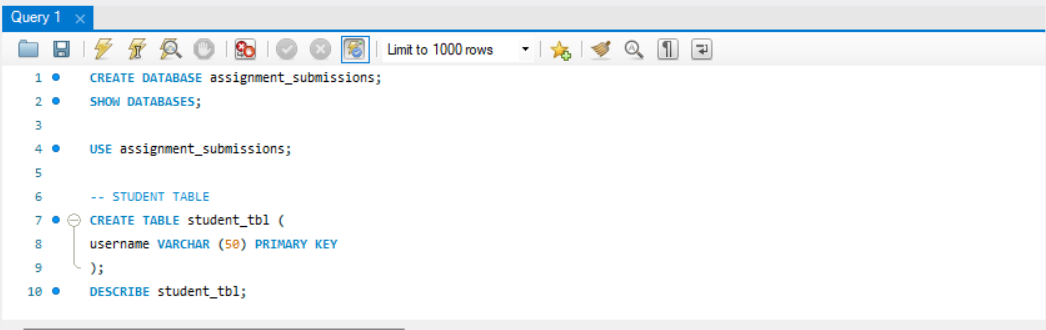 Query 1
Limit to 1000 rows
1 CREATE DATABASE assignment_submissions;
2 SHOW DATABASES;
3
4 USE assignment_submissions;
5
6 -- STUDENT TABLE
7 CREATE TABLE student_tbl (
8 username VARCHAR (50) PRIMARY KEY
9 );
10 DESCRIBE student_tbl;